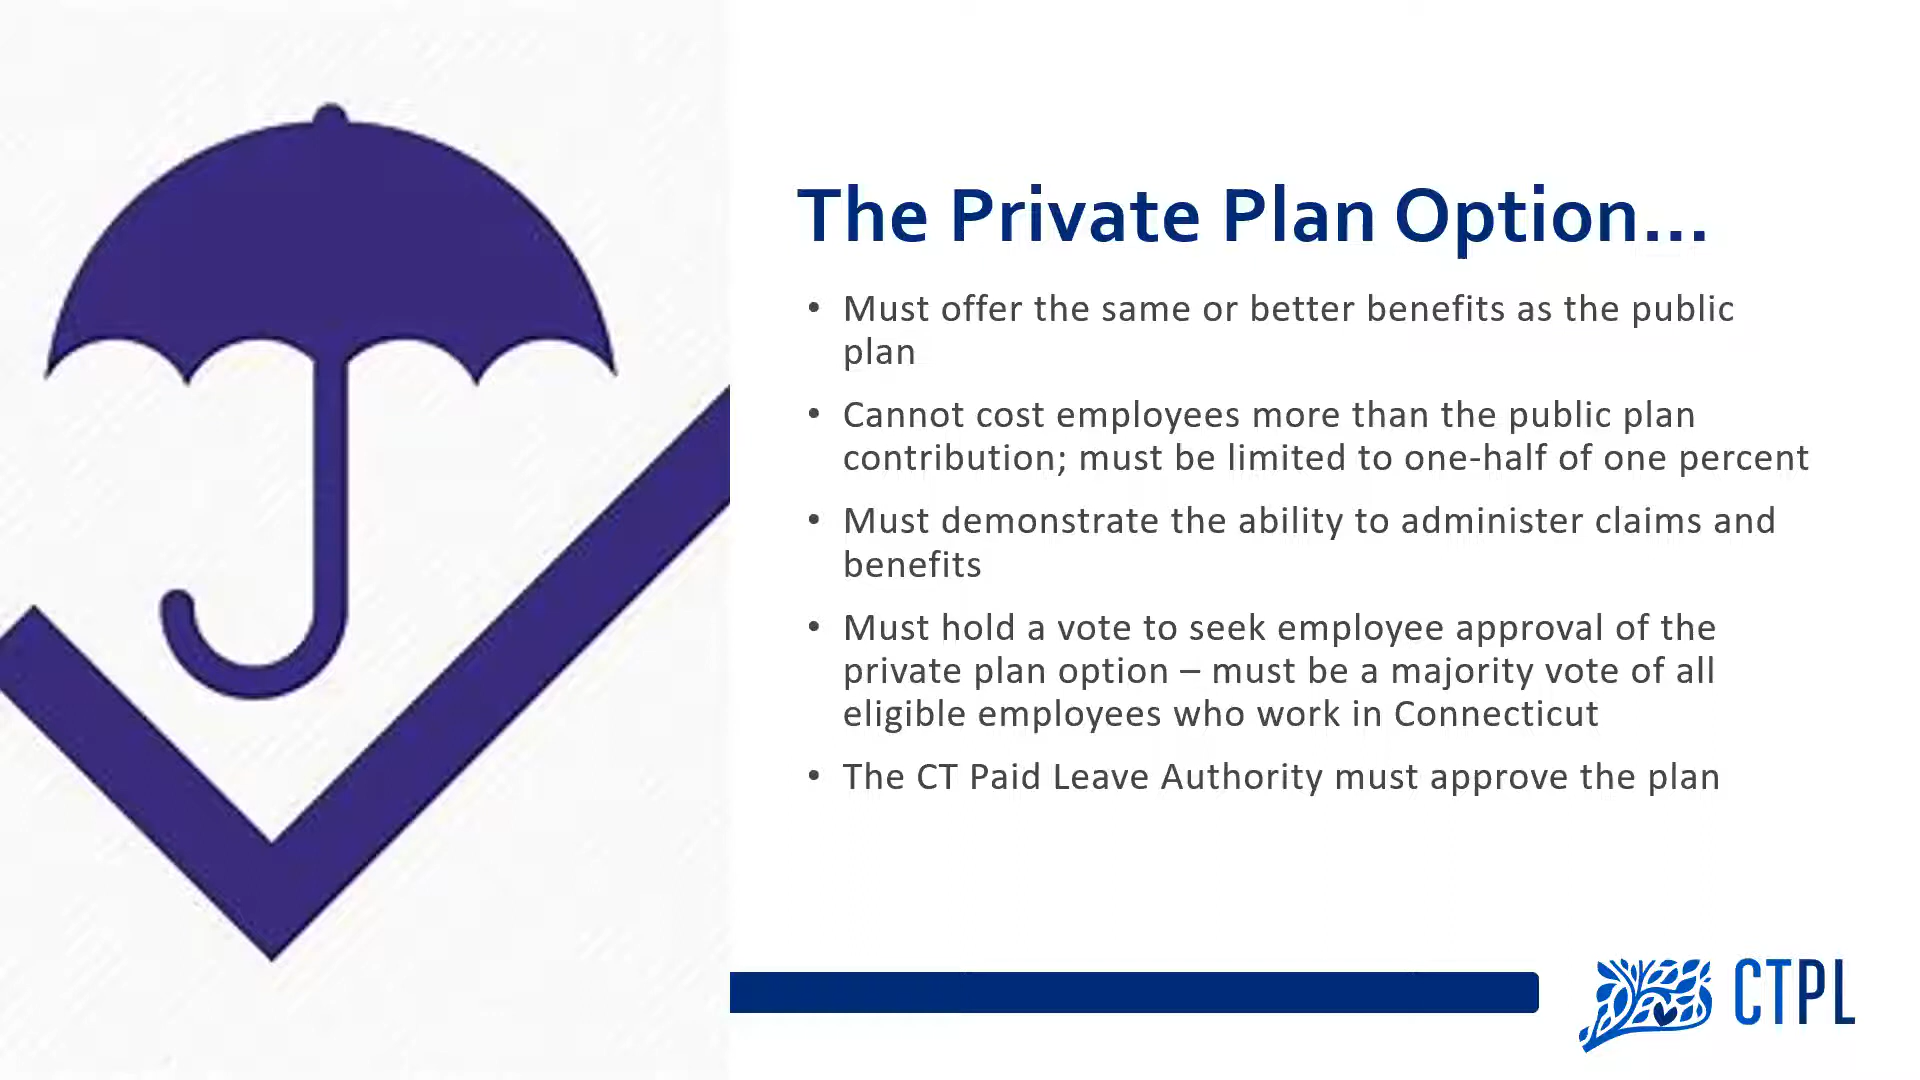 The Private Plan Option...
• Must offer the same or better benefits as the public
plan
• Cannot cost employees more than the public plan
contribution; must be limited to one-half of one percent
• Must demonstrate the ability to administer claims and
benefits
• Must hold a vote to seek employee approval of the
private plan option – must be a majority vote of all
eligible employees who work in Connecticut
• The CT Paid Leave Authority must approve the plan
CTPL